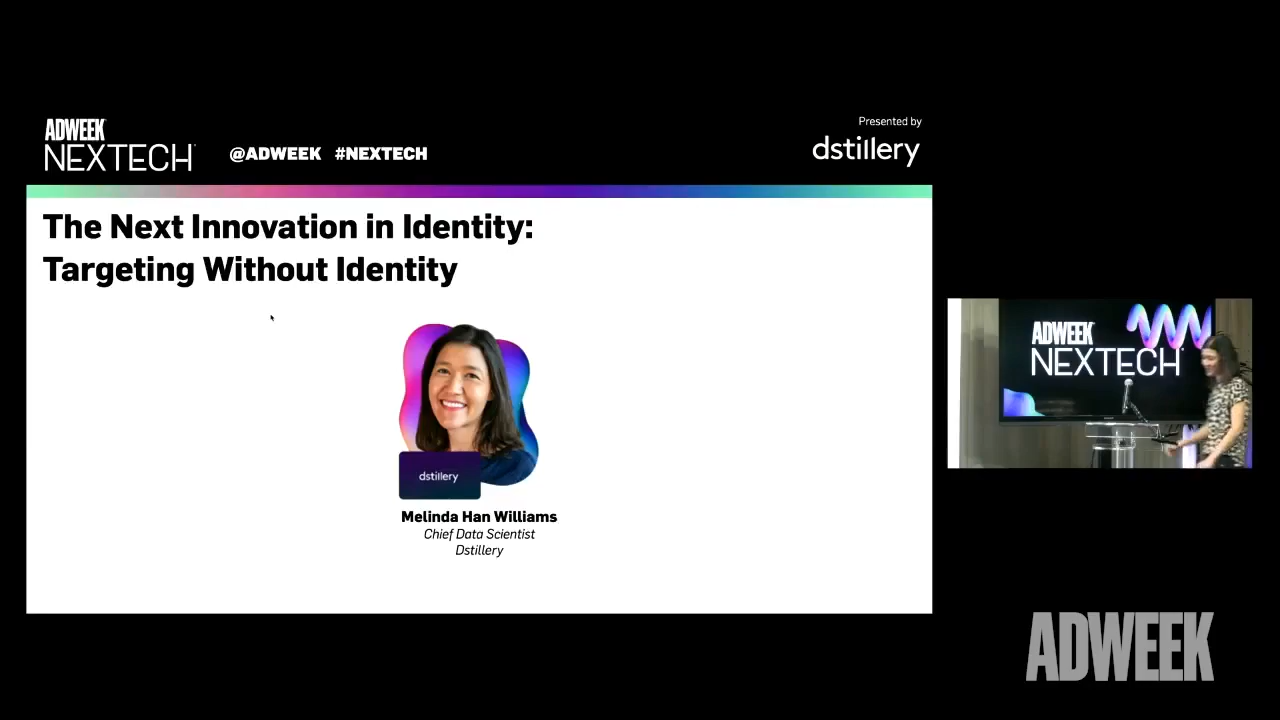 ADWEEK
NEXTECH
@ADWEEK #NEXTECH
Presented by
dstillery
The Next Innovation in Identity:
Targeting Without Identity
dstillery
Melinda Han Williams
Chief Data Scientist
Dstillery
ADWEEK
NEXTECH
ADWEEK